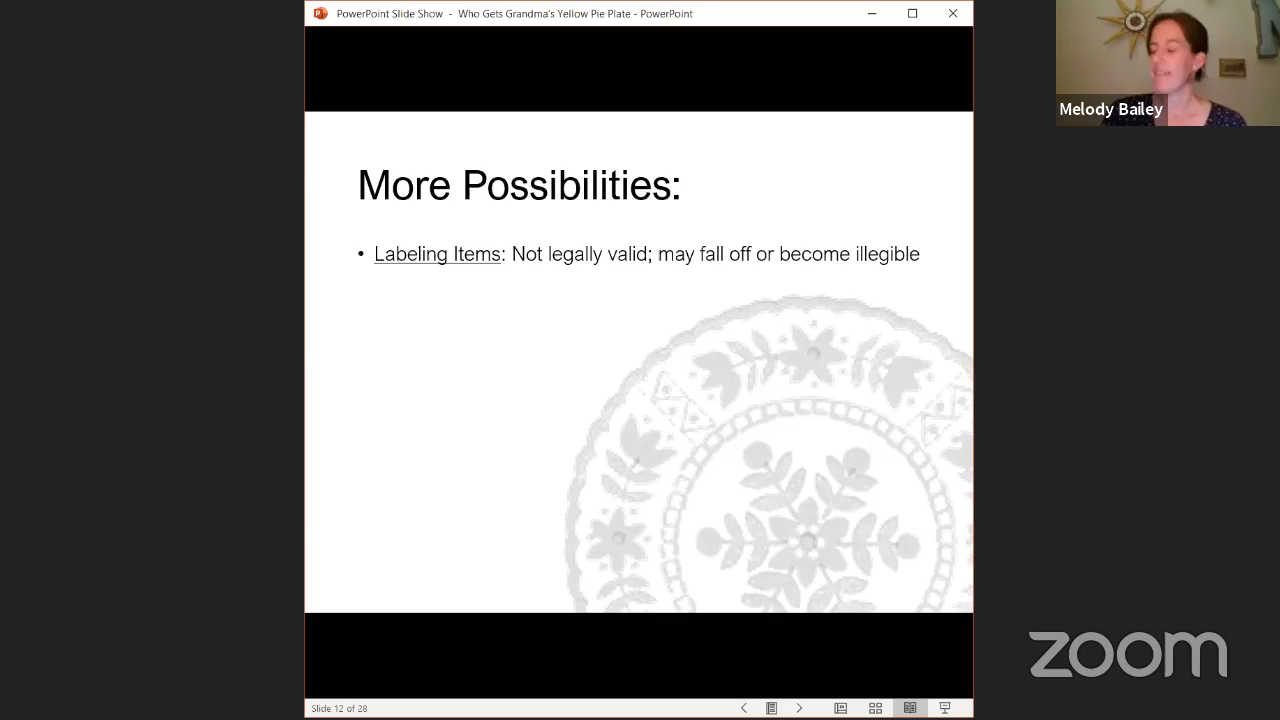 PowerPoint Slide Show - Who Gets Grandma's Yellow Pie Plate - PowerPoint
Melody Bailey
More Possibilities:
• Labeling Items: Not legally valid; may fall off or become illegible
zoom
Slide 12 of 28